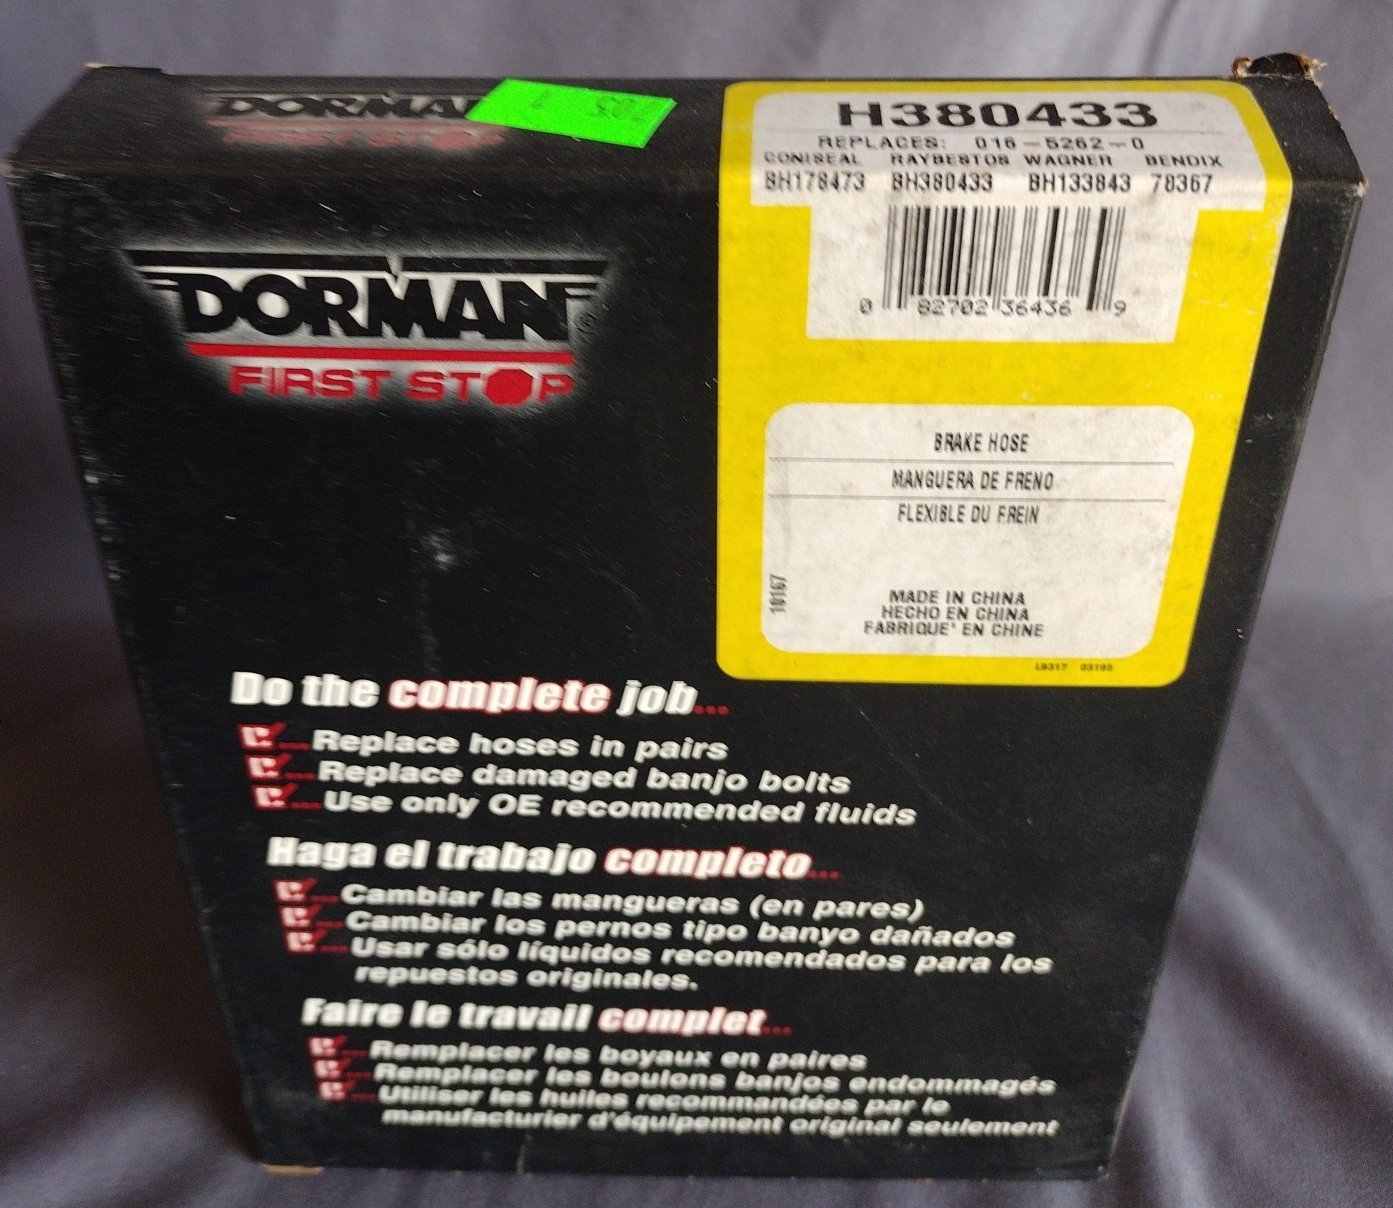 DORMAN
FIRST STOP
H380433
REPLACES: 016-5262-0
CONISEAL RAYBESTOS WAGNER BENDIX
BH178473 BH380433 BH133843 78367
0 82702 36436 9
DORMAN®
FIRST STOP
BRAKE HOSE
MANGUERA DE FRENO
FLEXIBLE DU FREIN
10167
MADE IN CHINA
HECHO EN CHINA
FABRIQUE' EN CHINE
L8317 03195
Do the complete job...
...Replace hoses in pairs
...Replace damaged banjo bolts
...Use only OE recommended fluids
Haga el trabajo completo...
...Cambiar las mangueras (en pares)
...Cambiar los pernos tipo banyo dañados
...Usar sólo líquidos recomendados para los
repuestos originales.
Faire le travail complet...
...Remplacer les boyaux en paires
...Remplacer les boulons banjos endommagés
...Utiliser les huiles recommandées par le
manufacturier d'équipement original seulement